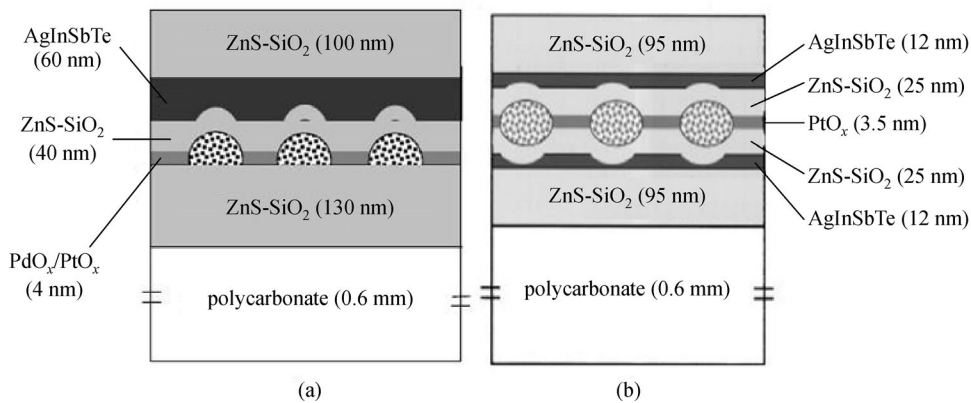 AgInSbTe
(60 nm)
ZnS-SiO₂
(40 nm)
PdOₓ/PtOₓ
(4 nm)
ZnS-SiO₂ (100 nm)
ZnS-SiO₂ (130 nm)
polycarbonate (0.6 mm)
(a)
ZnS-SiO₂ (95 nm)
ZnS-SiO₂ (95 nm)
polycarbonate (0.6 mm)
AgInSbTe (12 nm)
ZnS-SiO₂ (25 nm)
PtOₓ (3.5 nm)
ZnS-SiO₂ (25 nm)
AgInSbTe (12 nm)
(b)